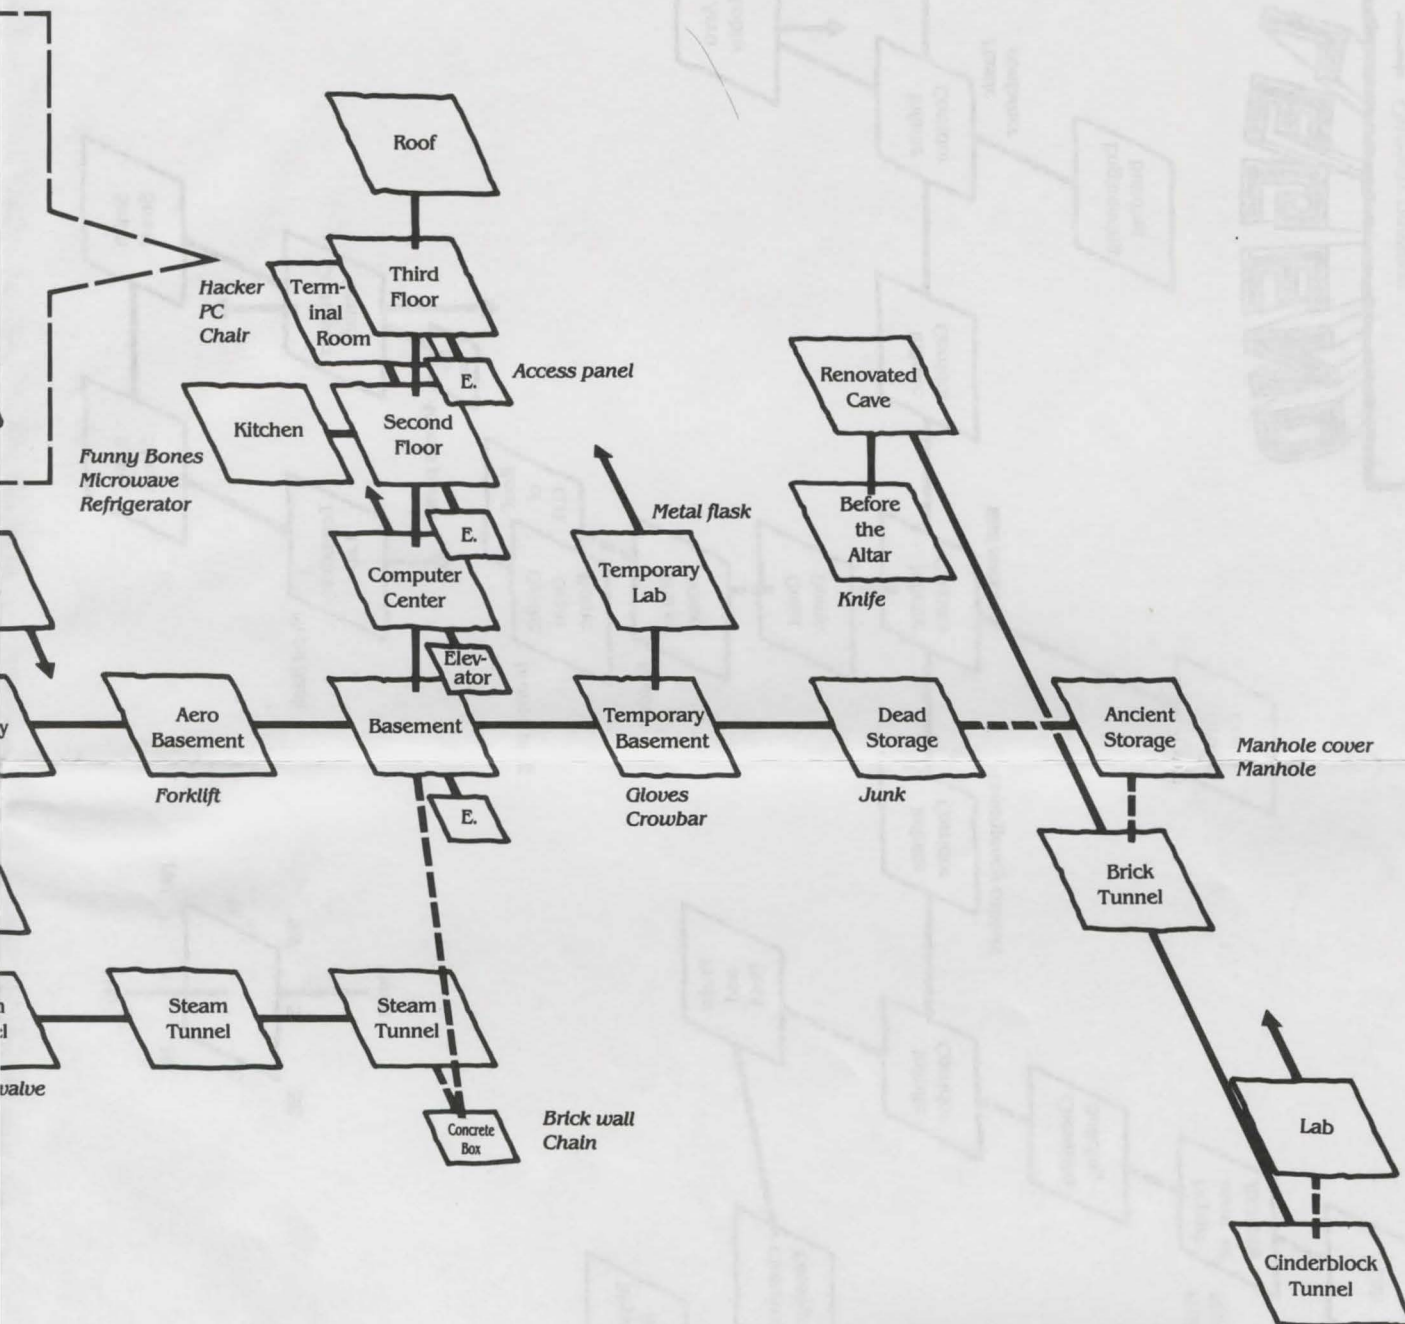 Roof
Third
Floor
Term-
inal
Room
Hacker
PC
Chair
E.
Access panel
Kitchen
Second
Floor
Funny Bones
Microwave
Refrigerator
E.
Computer
Center
Elev-
ator
Metal flask
Temporary
Lab
Renovated
Cave
Before
the
Altar
Knife
y
Aero
Basement
Forklift
Basement
E.
Temporary
Basement
Gloves
Crowbar
Dead
Storage
Junk
Ancient
Storage
Manhole cover
Manhole
Brick
Tunnel
Steam
Tunnel
Steam
Tunnel
valve
Concrete
Box
Brick wall
Chain
Lab
Cinderblock
Tunnel